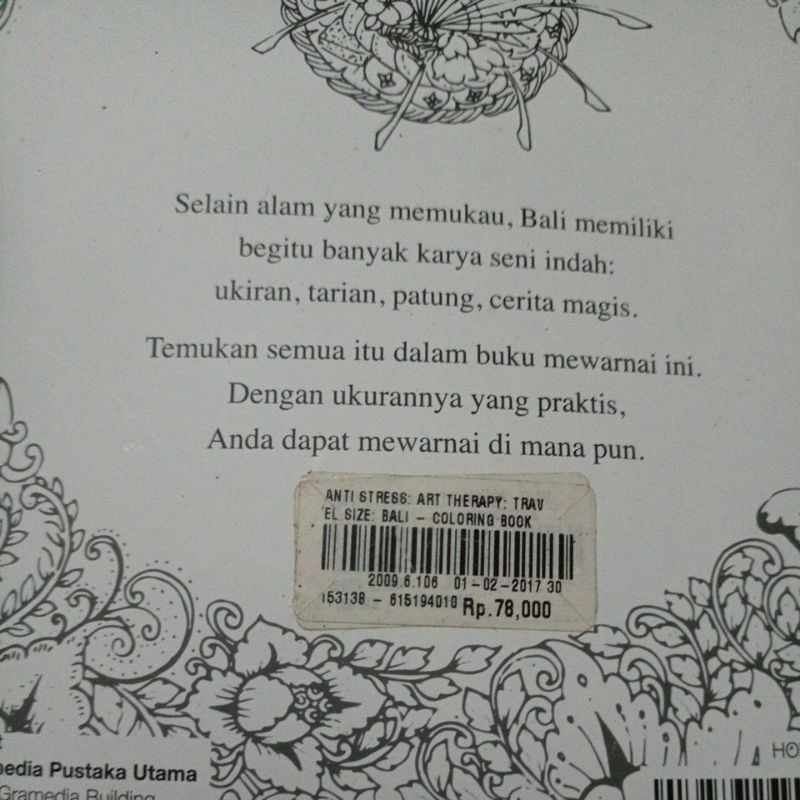 Selain alam yang memukau, Bali memiliki
begitu banyak karya seni indah:
ukiran, tarian, patung, cerita magis.
Temukan semua itu dalam buku mewarnai ini.
Dengan ukurannya yang praktis,
Anda dapat mewarnai di mana pun.
ANTI STRESS: ART THERAPY: TRAV
EL SIZE: BALI - COLORING BOOK
2009.6.106 01-02-2017 30
153138 - 615194010 Rp.78,000
Pustaka Utama
Gramedia Building